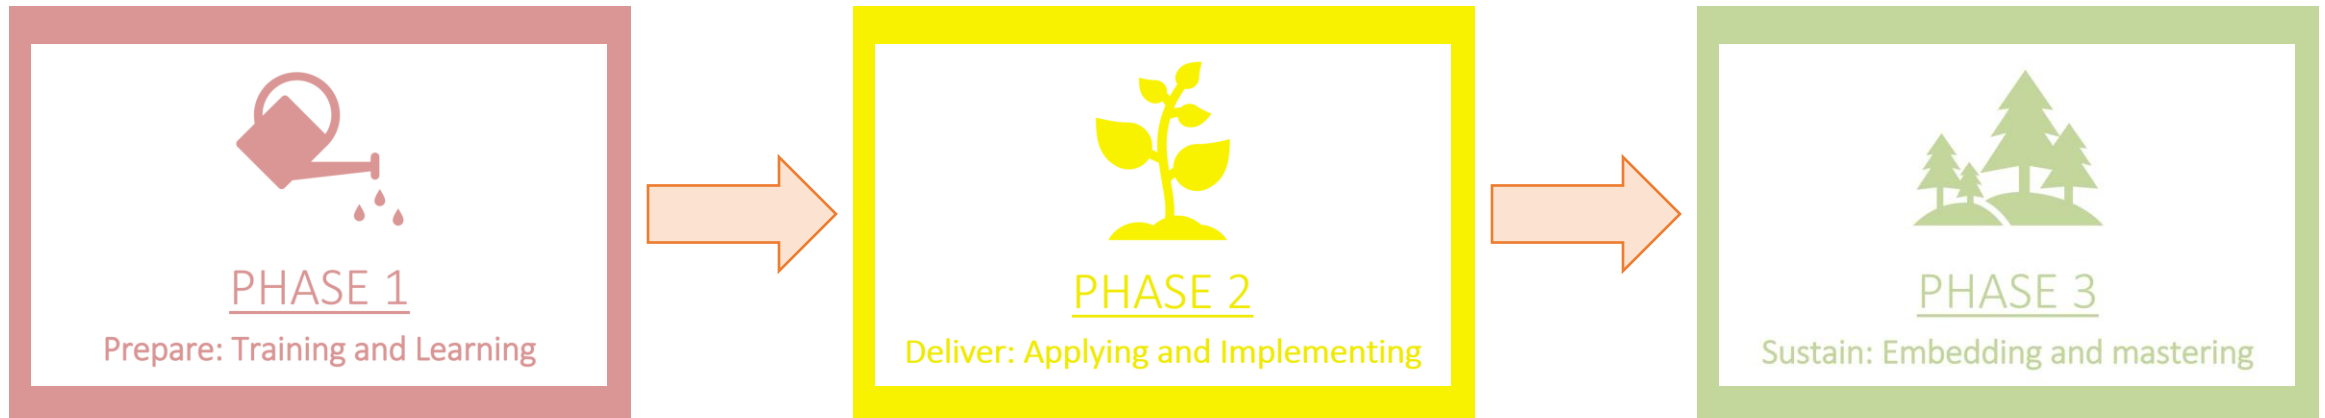 PHASE 1
Prepare: Training and Learning
PHASE 2
Deliver: Applying and Implementing
PHASE 3
Sustain: Embedding and mastering